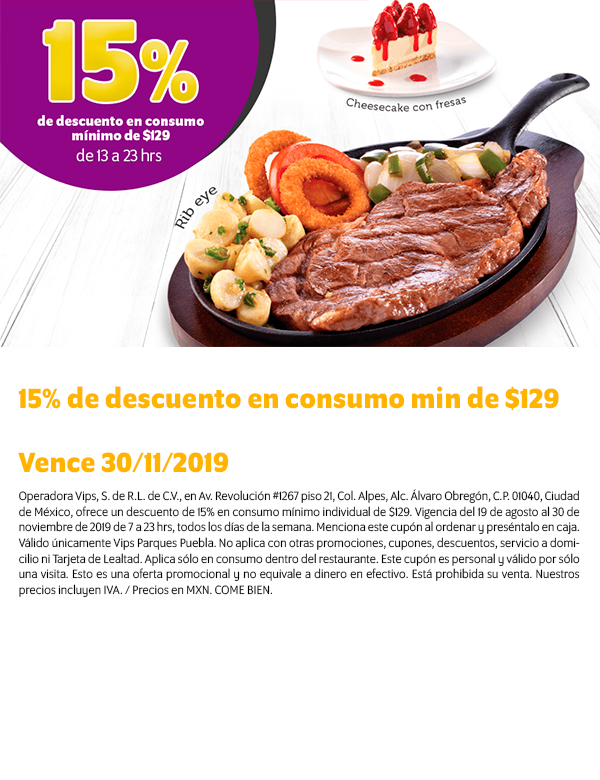 15%
de descuento en consumo
mínimo de $129
de 13 a 23 hrs
Cheesecake con fresas
Rib eye
15% de descuento en consumo min de $129
Vence 30/11/2019
Operadora Vips, S. de R.L. de C.V., en Av. Revolución #1267 piso 21, Col. Alpes, Alc. Álvaro Obregón, C.P. 01040, Ciudad
de México, ofrece un descuento de 15% en consumo mínimo individual de $129. Vigencia del 19 de agosto al 30 de
noviembre de 2019 de 7 a 23 hrs, todos los días de la semana. Menciona este cupón al ordenar y preséntalo en caja.
Válido únicamente Vips Parques Puebla. No aplica con otras promociones, cupones, descuentos, servicio a domi-
cilio ni Tarjeta de Lealtad. Aplica sólo en consumo dentro del restaurante. Este cupón es personal y válido por sólo
una visita. Esto es una oferta promocional y no equivale a dinero en efectivo. Está prohibida su venta. Nuestros
precios incluyen IVA. / Precios en MXN. COME BIEN.